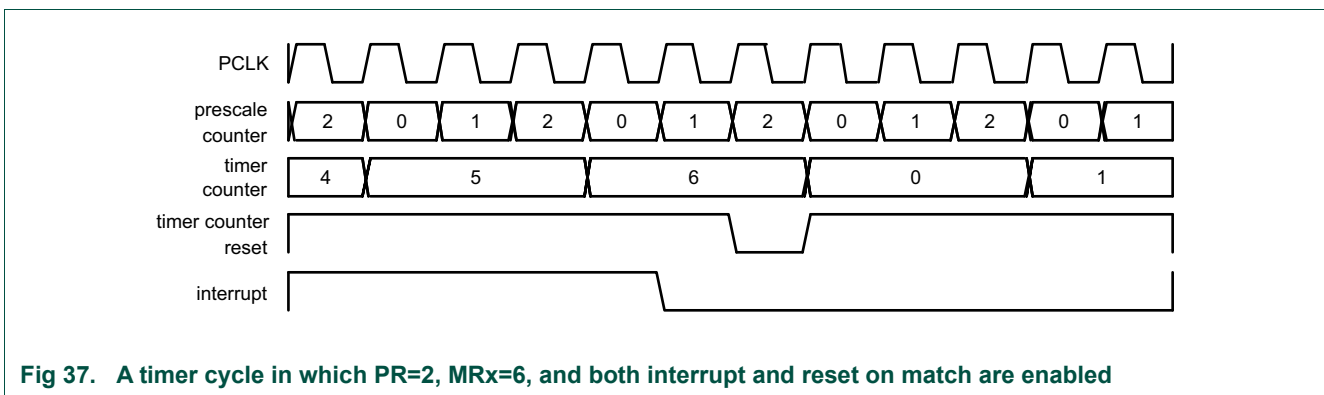 PCLK
prescale
counter
2 0 1 2 0 1 2 0 1 2 0 1
timer
counter
4 5 6 0 1
timer counter
reset
interrupt
Fig 37. A timer cycle in which PR=2, MRx=6, and both interrupt and reset on match are enabled